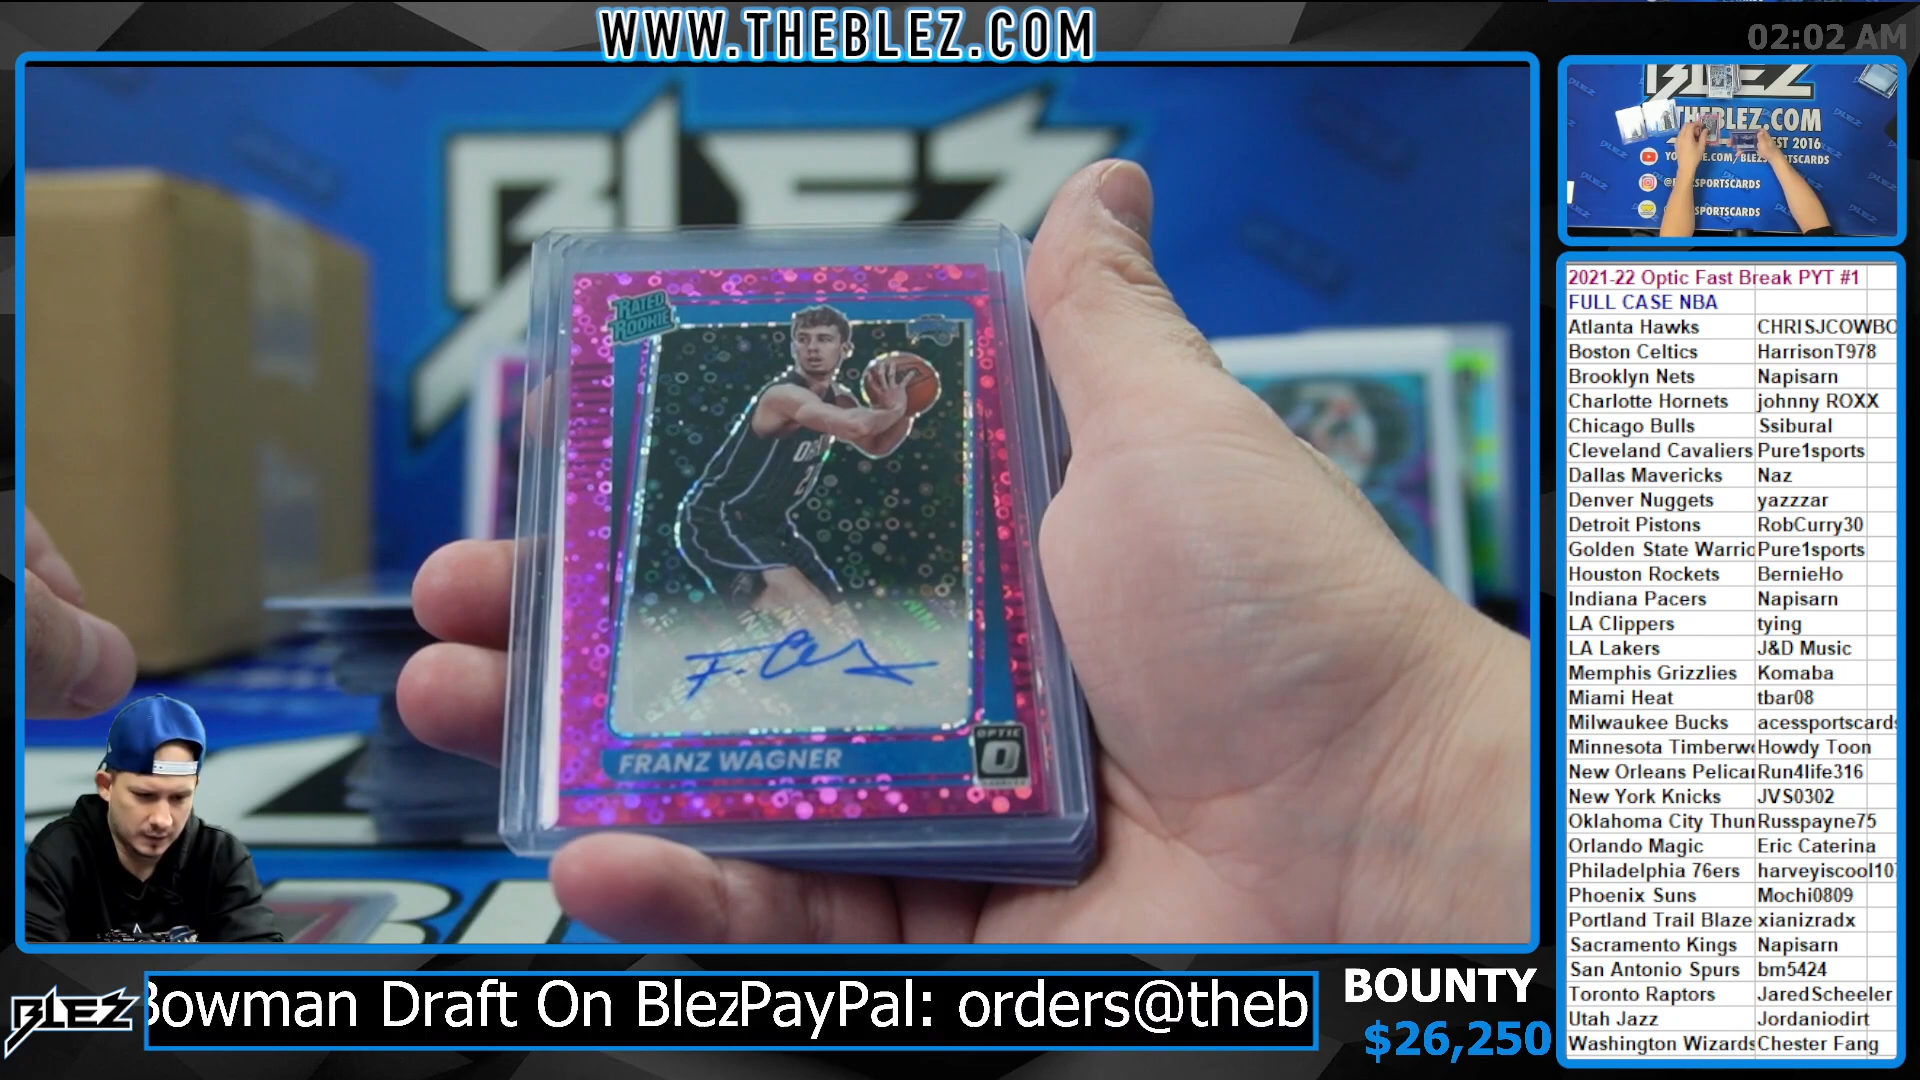 WWW.THEBLEZ.COM
02:02 AM
BLEZ
BLEZ
THEBLEZ.COM
EST 2016
RATED
ROOKIE
FRANZ WAGNER
OPTIC
2021-22 Optic Fast Break PYT #1
FULL CASE NBA
Atlanta Hawks CHRISJCOWBO
Boston Celtics HarrisonT978
Brooklyn Nets Napisarn
Charlotte Hornets johnny ROXX
Chicago Bulls Ssibural
Cleveland Cavaliers Pure1sports
Dallas Mavericks Naz
Denver Nuggets yazzzar
Detroit Pistons RobCurry30
Golden State Warric Pure1sports
Houston Rockets BernieHo
Indiana Pacers Napisarn
LA Clippers tying
LA Lakers J&D Music
Memphis Grizzlies Komaba
Miami Heat tbar08
Milwaukee Bucks acessportscards
Minnesota Timberw Howdy Toon
New Orleans Pelica Run4life316
New York Knicks JVS0302
Oklahoma City Thun Russpayne75
Orlando Magic Eric Caterina
Philadelphia 76ers harveyiscool10
Phoenix Suns Mochi0809
Portland Trail Blaze xianizradx
Sacramento Kings Napisarn
San Antonio Spurs bm5424
Toronto Raptors JaredScheeler
Utah Jazz Jordaniodirt
Washington Wizards Chester Fang
BLEZ
Bowman Draft On BlezPayPal: orders@theb
BOUNTY
$26,250